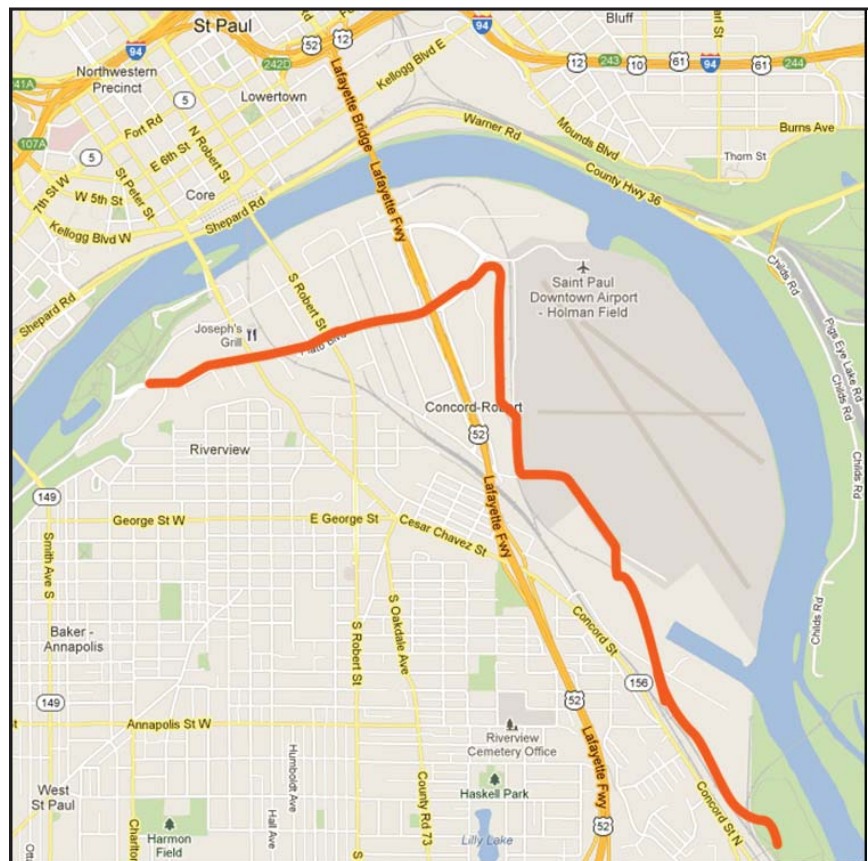 St Paul
52
12
94
Bluff
arl St
94
12
243
10
61
94
61
244
Northwestern
Precinct
241A
242D
Kellogg Blvd E
Lowertown
5
Fort Rd
N Robert St
E 6th St
Lafayette Bridge
Lafayette Fwy
Warner Rd
Mounds Blvd
Burns Ave
Thorn St
107A
5
7th St W
W 5th St
St Peter St
Core
Shepard Rd
Kellogg Blvd W
County Hwy 36
Childs Rd
Shepard Rd
S Robert St
Saint Paul
Downtown Airport
- Holman Field
Joseph's
Grill
Plato Blv
Pigs Eye Lake Rd
Childs Rd
Concord-Robert
52
Riverview
Childs Rd
149
Lafayette Fwy
George St W
E George St
Cesar Chavez St
Smith Ave S
S Oakdale Ave
S Robert St
Childs Rd
Baker -
Annapolis
Concord St
156
149
52
Annapolis St W
Riverview
Cemetery Office
Humboldt Ave
Hall Ave
County Rd 73
West
St Paul
Haskell Park
Lafayette Fwy
Concord St N
52
Charlton
Harmon
Field
Lilly Lake